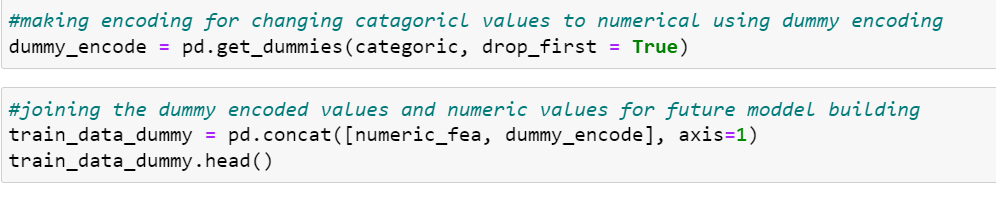 #making encoding for changing catagoricl values to numerical using dummy encoding
dummy_encode = pd.get_dummies(categoric, drop_first = True)
#joining the dummy encoded values and numeric values for future moddel building
train_data_dummy = pd.concat([numeric_fea, dummy_encode], axis=1)
train_data_dummy.head()